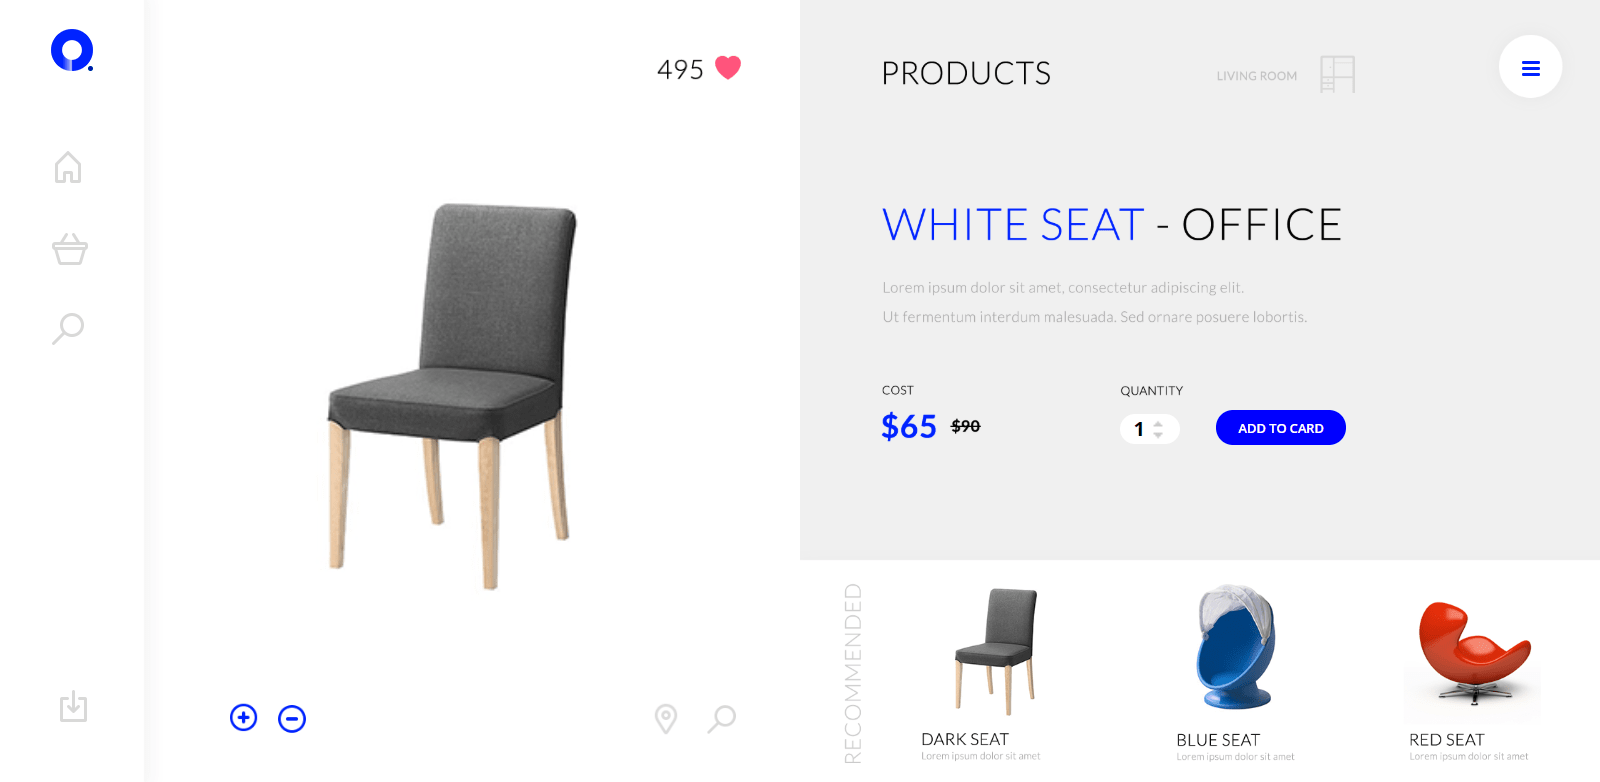 495
PRODUCTS
LIVING ROOM
WHITE SEAT - OFFICE
Lorem ipsum dolor sit amet, consectetur adipiscing elit.
Ut fermentum interdum malesuada. Sed ornare posuere lobortis.
COST
QUANTITY
$65 $90
1
ADD TO CARD
RECOMMENDED
DARK SEAT
Lorem ipsum dolor sit amet
BLUE SEAT
Lorem ipsum dolor sit amet
RED SEAT
Lorem ipsum dolor sit amet